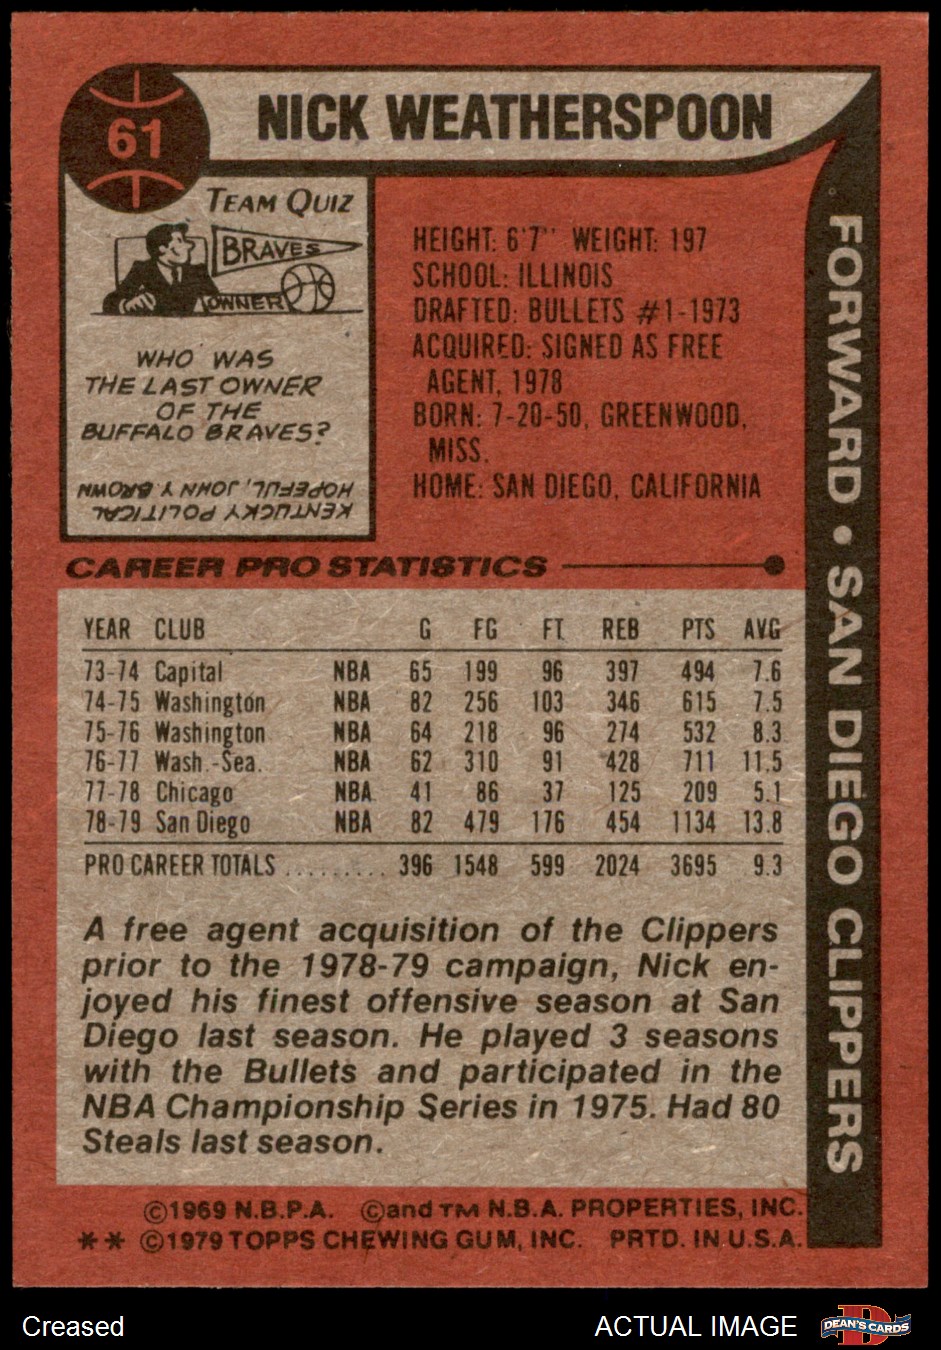 61
NICK WEATHERSPOON
TEAM QUIZ
BRAVES
OWNER
WHO WAS
THE LAST OWNER
OF THE
BUFFALO BRAVES?
KENTUCKY POLITICAL
HOPEFUL, JOHN Y. BROWN
HEIGHT: 6'7" WEIGHT: 197
SCHOOL: ILLINOIS
DRAFTED: BULLETS #1-1973
ACQUIRED: SIGNED AS FREE
AGENT, 1978
BORN: 7-20-50, GREENWOOD,
MISS.
HOME: SAN DIEGO, CALIFORNIA
FORWARD • SAN DIEGO CLIPPERS
CAREER PRO STATISTICS
YEAR CLUB G FG FT REB PTS AVG
73-74 Capital NBA 65 199 96 397 494 7.6
74-75 Washington NBA 82 256 103 346 615 7.5
75-76 Washington NBA 64 218 96 274 532 8.3
76-77 Wash.-Sea. NBA 62 310 91 428 711 11.5
77-78 Chicago NBA 41 86 37 125 209 5.1
78-79 San Diego NBA 82 479 176 454 1134 13.8
PRO CAREER TOTALS .......... 396 1548 599 2024 3695 9.3
A free agent acquisition of the Clippers
prior to the 1978-79 campaign, Nick en-
joyed his finest offensive season at San
Diego last season. He played 3 seasons
with the Bullets and participated in the
NBA Championship Series in 1975. Had 80
Steals last season.
©1969 N.B.P.A. ©and TM N.B.A. PROPERTIES, INC.
** ©1979 TOPPS CHEWING GUM, INC. PRTD. IN U.S.A.
Creased
ACTUAL IMAGE
DEAN'S CARDS